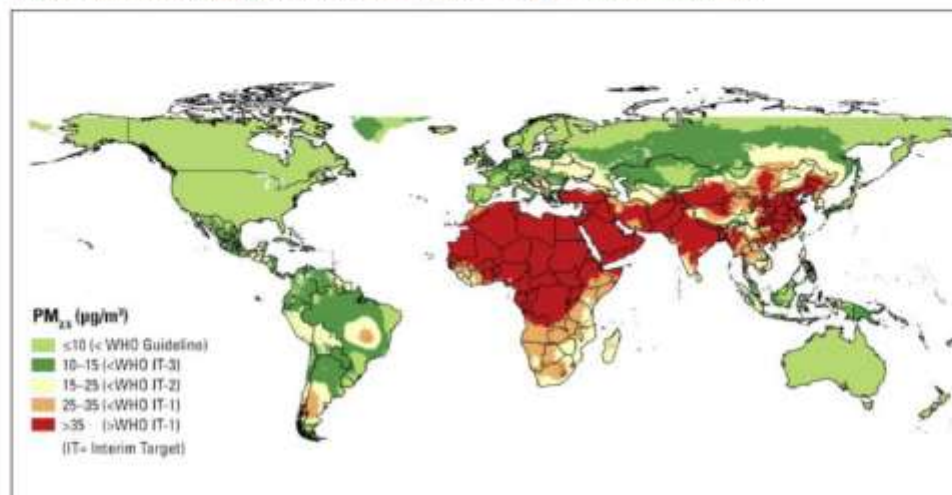 PM2.5 (µg/m³)
≤10 (< WHO Guideline)
10–15 (<WHO IT-3)
15–25 (<WHO IT-2)
25–35 (<WHO IT-1)
>35 (>WHO IT-1)
(IT= Interim Target)